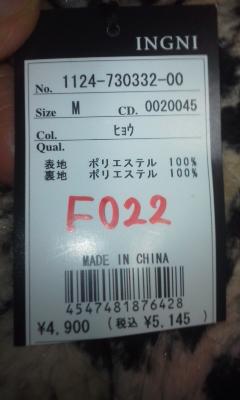 INGNI
No. 1124-730332-00
Size M CD. 0020045
Col. ヒョウ
Qual.
表地 ポリエステル 100%
裏地 ポリエステル 100%
F022
MADE IN CHINA
4547481876428
¥4,900 (税込 ¥5,145)